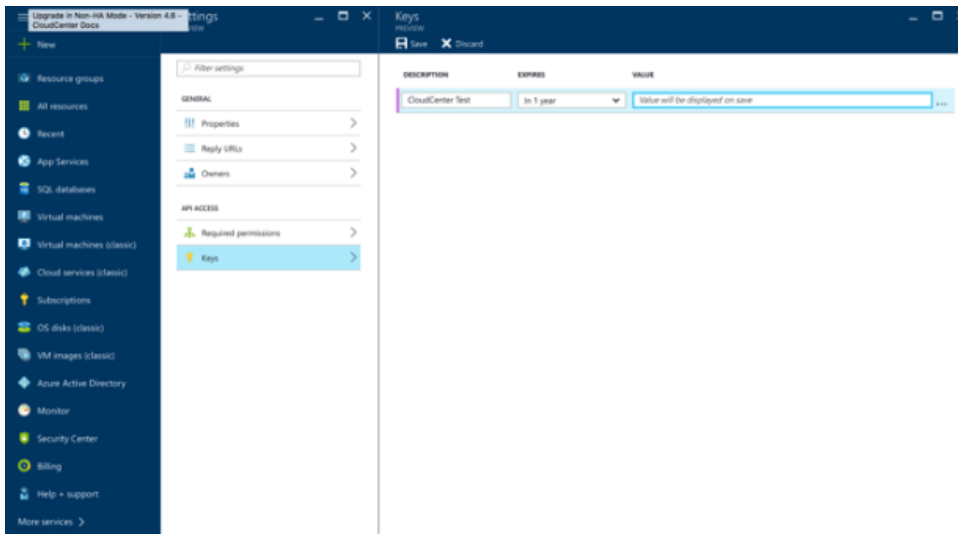 Upgrade in Non-HA Mode - Version 4.6 -
CloudCenter Docs
New
Resource groups
All resources
Recent
App Services
SQL databases
Virtual machines
Virtual machines (classic)
Cloud services (classic)
Subscriptions
OS disks (classic)
VM images (classic)
Azure Active Directory
Monitor
Security Center
Billing
Help + support
More services
ttings
Filter settings
GENERAL
Properties
Reply URLs
Owners
API ACCESS
Required permissions
Keys
Keys
PREVIEW
Save Discard
DESCRIPTION EXPIRES VALUE
CloudCenter Test In 1 year Value will be displayed on save